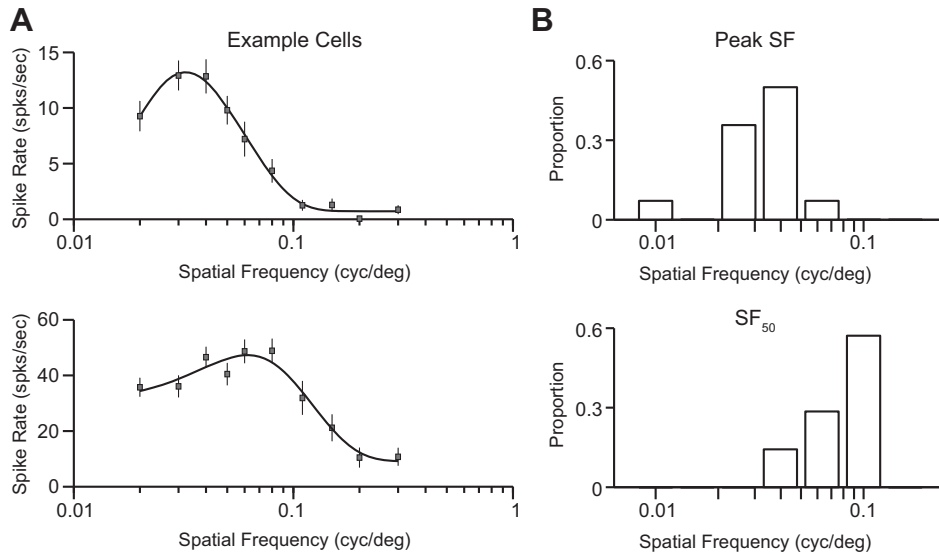 A
Example Cells
Spike Rate (spks/sec)
15
10
5
0
0.01
0.1
1
Spatial Frequency (cyc/deg)
Spike Rate (spks/sec)
60
40
20
0
0.01
0.1
1
Spatial Frequency (cyc/deg)
B
Peak SF
Proportion
0.6
0.3
0
0.01
0.1
Spatial Frequency (cyc/deg)
SF50
Proportion
0.6
0.3
0
0.01
0.1
Spatial Frequency (cyc/deg)